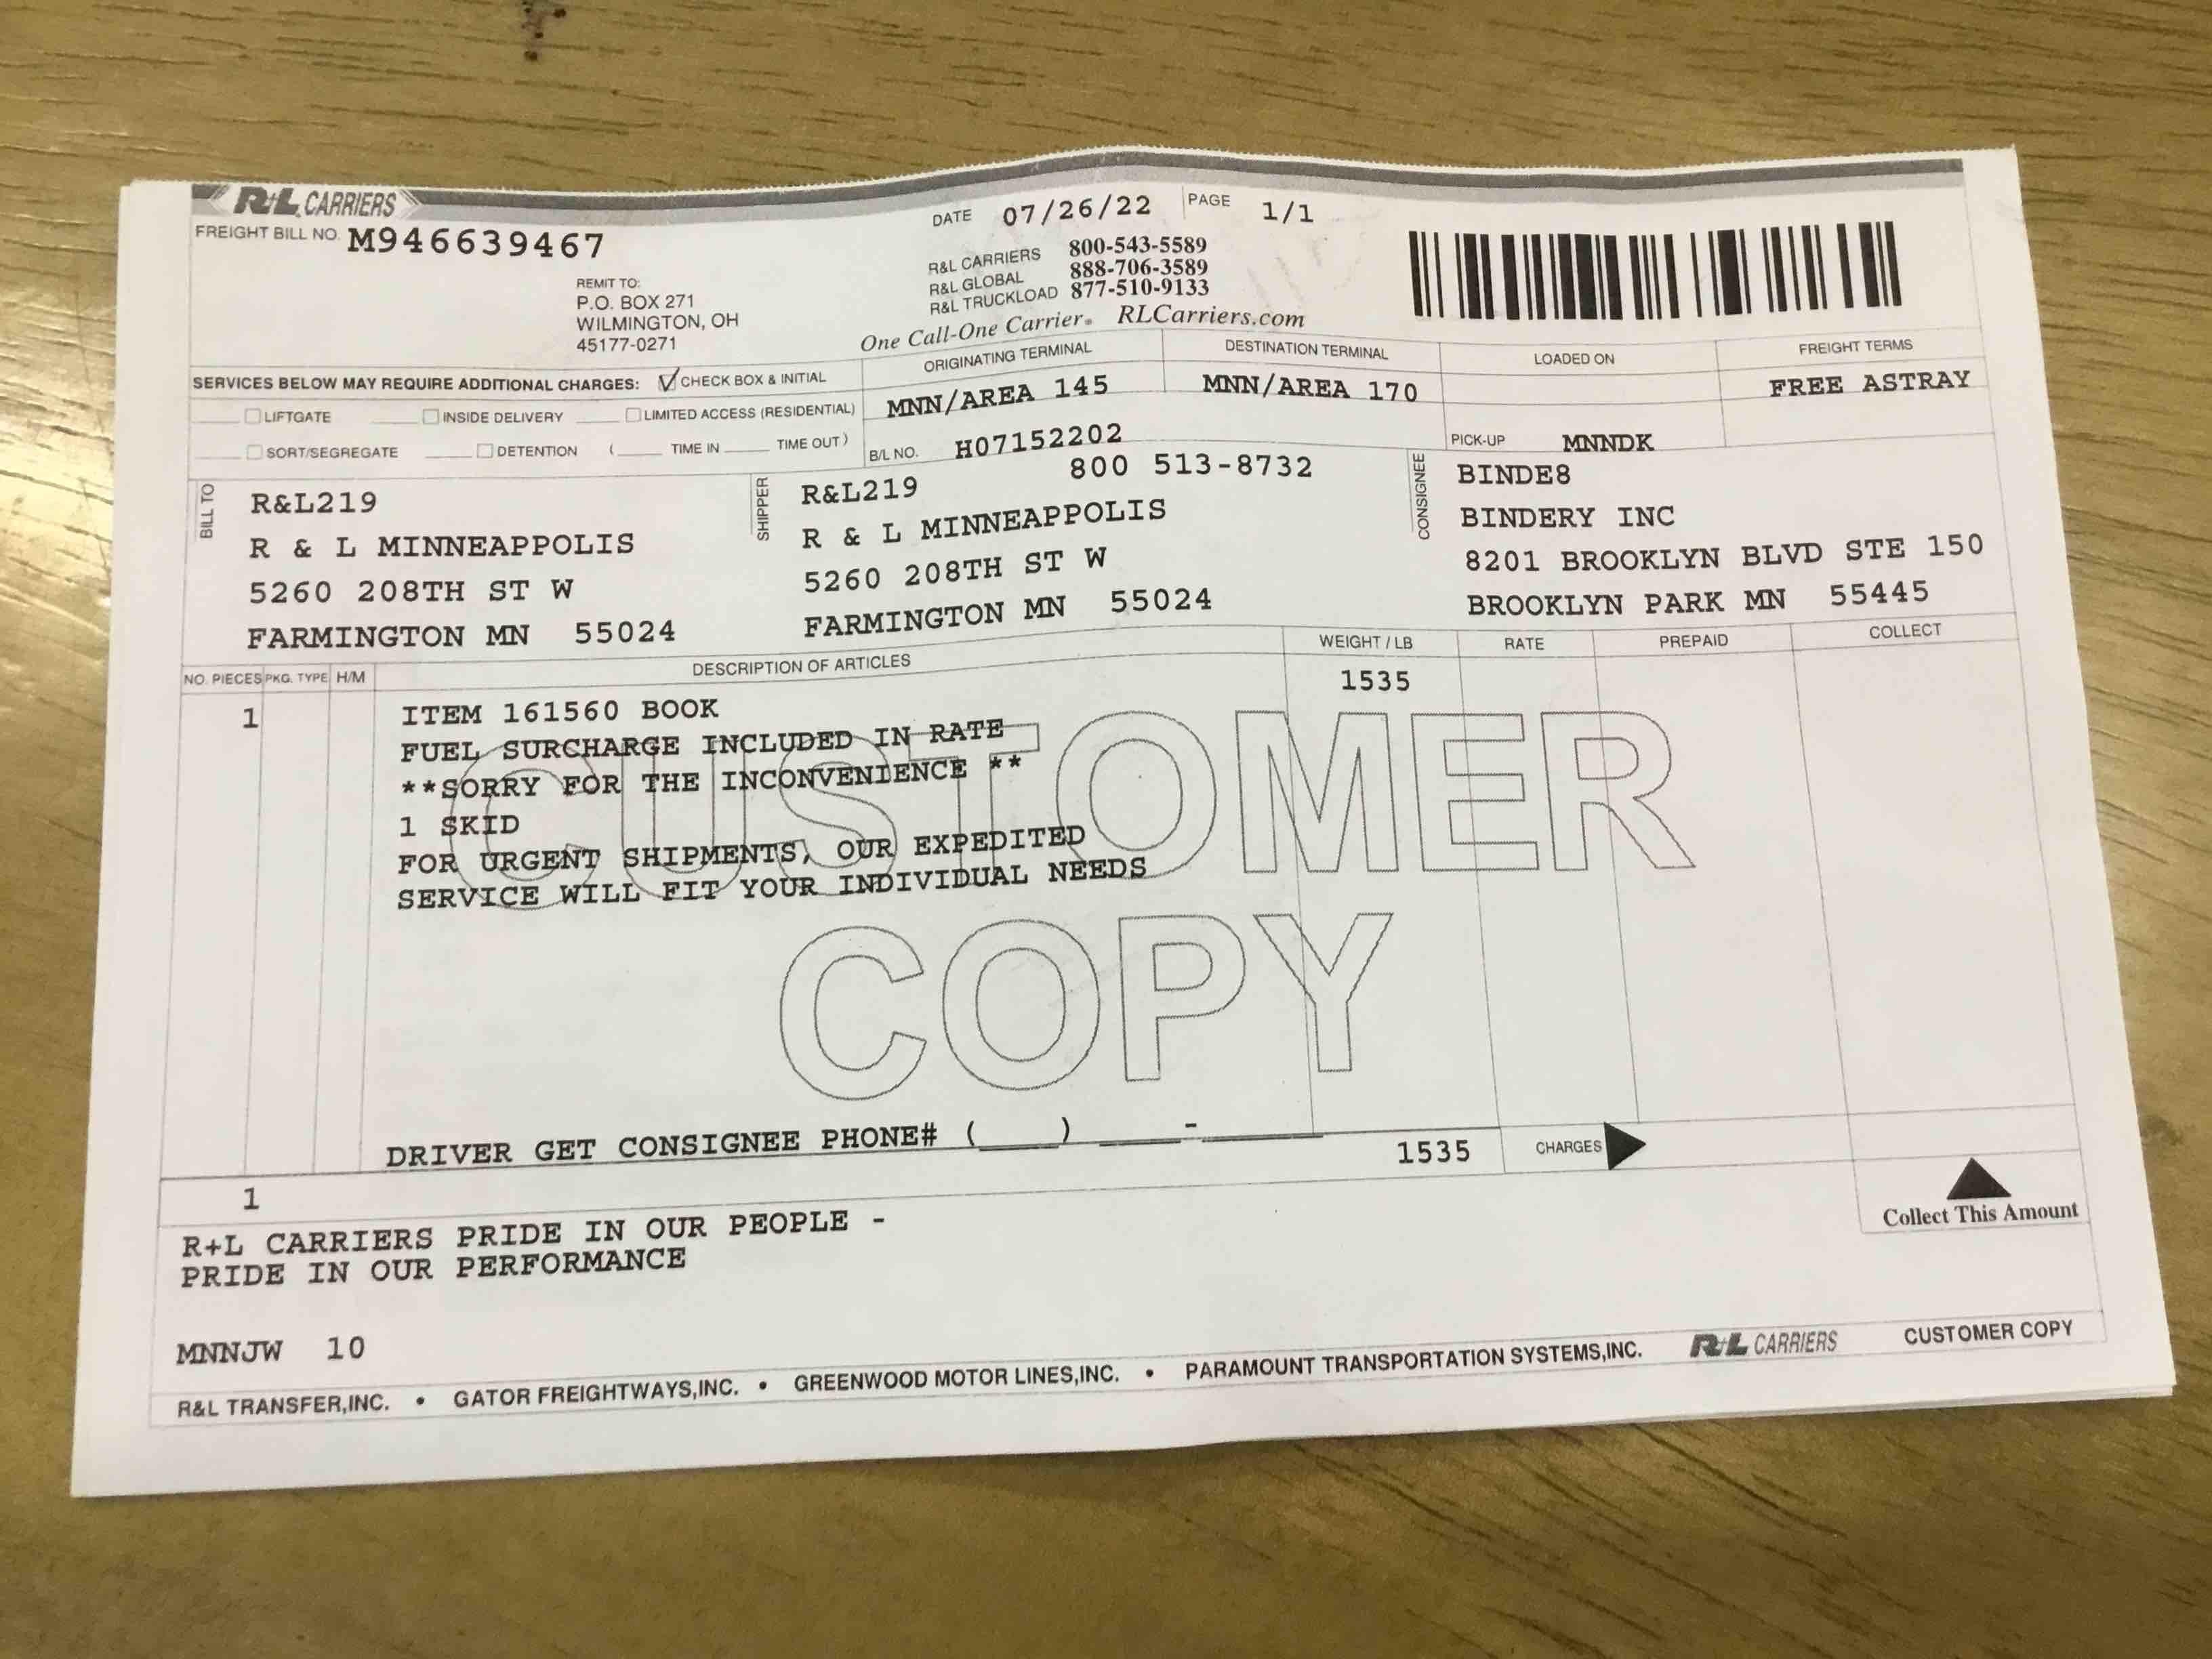 R+L CARRIERS
FREIGHT BILL NO. M946639467
DATE 07/26/22 PAGE 1/1
REMIT TO:
P.O. BOX 271
WILMINGTON, OH
45177-0271
R&L CARRIERS 800-543-5589
R&L GLOBAL 888-706-3589
R&L TRUCKLOAD 877-510-9133
One Call-One Carrier® RLCarriers.com
SERVICES BELOW MAY REQUIRE ADDITIONAL CHARGES: CHECK BOX & INITIAL
LIFTGATE INSIDE DELIVERY LIMITED ACCESS (RESIDENTIAL)
SORT/SEGREGATE DETENTION ( TIME IN TIME OUT )
ORIGINATING TERMINAL
MNN/AREA 145
DESTINATION TERMINAL
MNN/AREA 170
LOADED ON
FREIGHT TERMS
FREE ASTRAY
B/L NO. H07152202
PICK-UP MNNDK
BILL TO
R&L219
R & L MINNEAPPOLIS
5260 208TH ST W
FARMINGTON MN 55024
SHIPPER
800 513-8732
R&L219
R & L MINNEAPPOLIS
5260 208TH ST W
FARMINGTON MN 55024
CONSIGNEE
BINDE8
BINDERY INC
8201 BROOKLYN BLVD STE 150
BROOKLYN PARK MN 55445
NO. PIECES PKG. TYPE H/M DESCRIPTION OF ARTICLES WEIGHT / LB RATE PREPAID COLLECT
1 ITEM 161560 BOOK 1535
FUEL SURCHARGE INCLUDED IN RATE
**SORRY FOR THE INCONVENIENCE **
1 SKID
FOR URGENT SHIPMENTS, OUR EXPEDITED
SERVICE WILL FIT YOUR INDIVIDUAL NEEDS
CUSTOMER
COPY
DRIVER GET CONSIGNEE PHONE# (___) ____-______
1535 CHARGES
1
Collect This Amount
R+L CARRIERS PRIDE IN OUR PEOPLE -
PRIDE IN OUR PERFORMANCE
MNNJW 10
R&L TRANSFER,INC. • GATOR FREIGHTWAYS,INC. • GREENWOOD MOTOR LINES,INC. • PARAMOUNT TRANSPORTATION SYSTEMS,INC. R+L CARRIERS CUSTOMER COPY